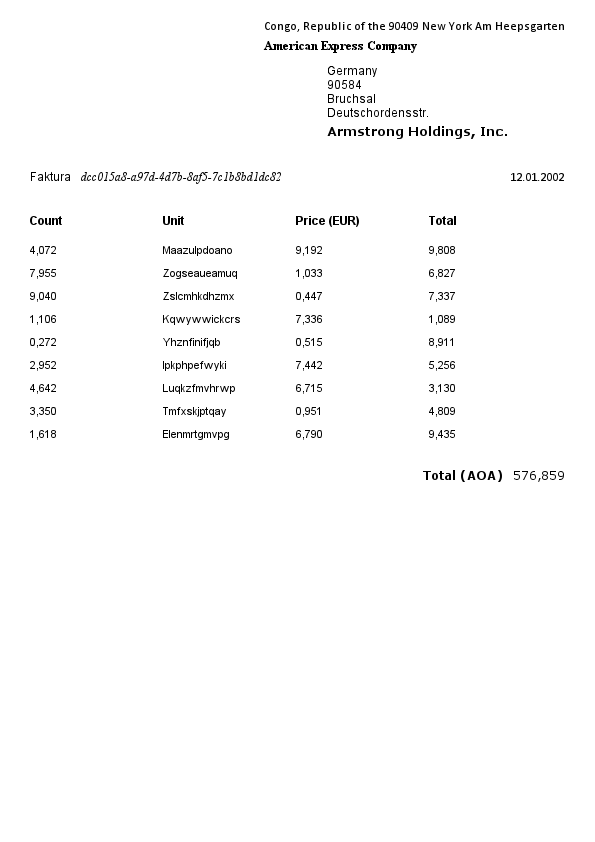 Congo, Republic of the 90409 New York Am Heepsgarten
American Express Company
Germany
90584
Bruchsal
Deutschordensstr.
Armstrong Holdings, Inc.
Faktura dcc015a8-a97d-4d7b-8af5-7c1b8bd1dc82 12.01.2002
Count Unit Price (EUR) Total
4,072 Maazulpdoano 9,192 9,808
7,955 Zogseaueamuq 1,033 6,827
9,040 Zslcmhkdhzmx 0,447 7,337
1,106 Kqwywwickcrs 7,336 1,089
0,272 Yhznfinifjqb 0,515 8,911
2,952 Ipkphpefwyki 7,442 5,256
4,642 Luqkzfmvhrwp 6,715 3,130
3,350 Tmfxskjptqay 0,951 4,809
1,618 Elenmrtgmvpg 6,790 9,435
Total (AOA) 576,859